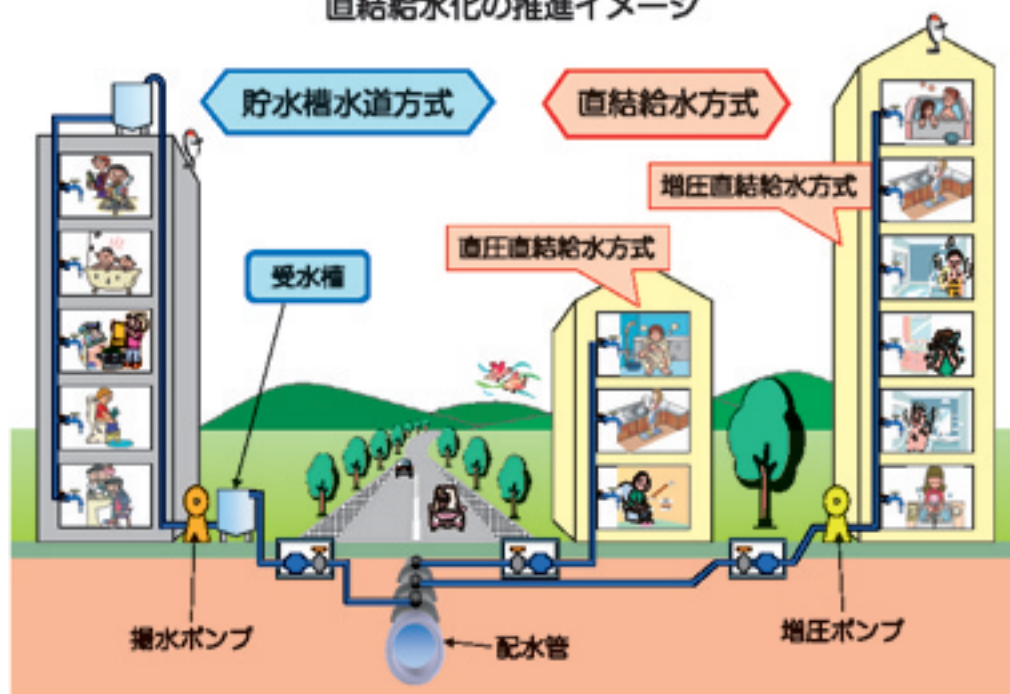 直結給水化の推進イメージ
貯水槽水道方式
直結給水方式
増圧直結給水方式
直圧直結給水方式
受水槽
揚水ポンプ
配水管
増圧ポンプ